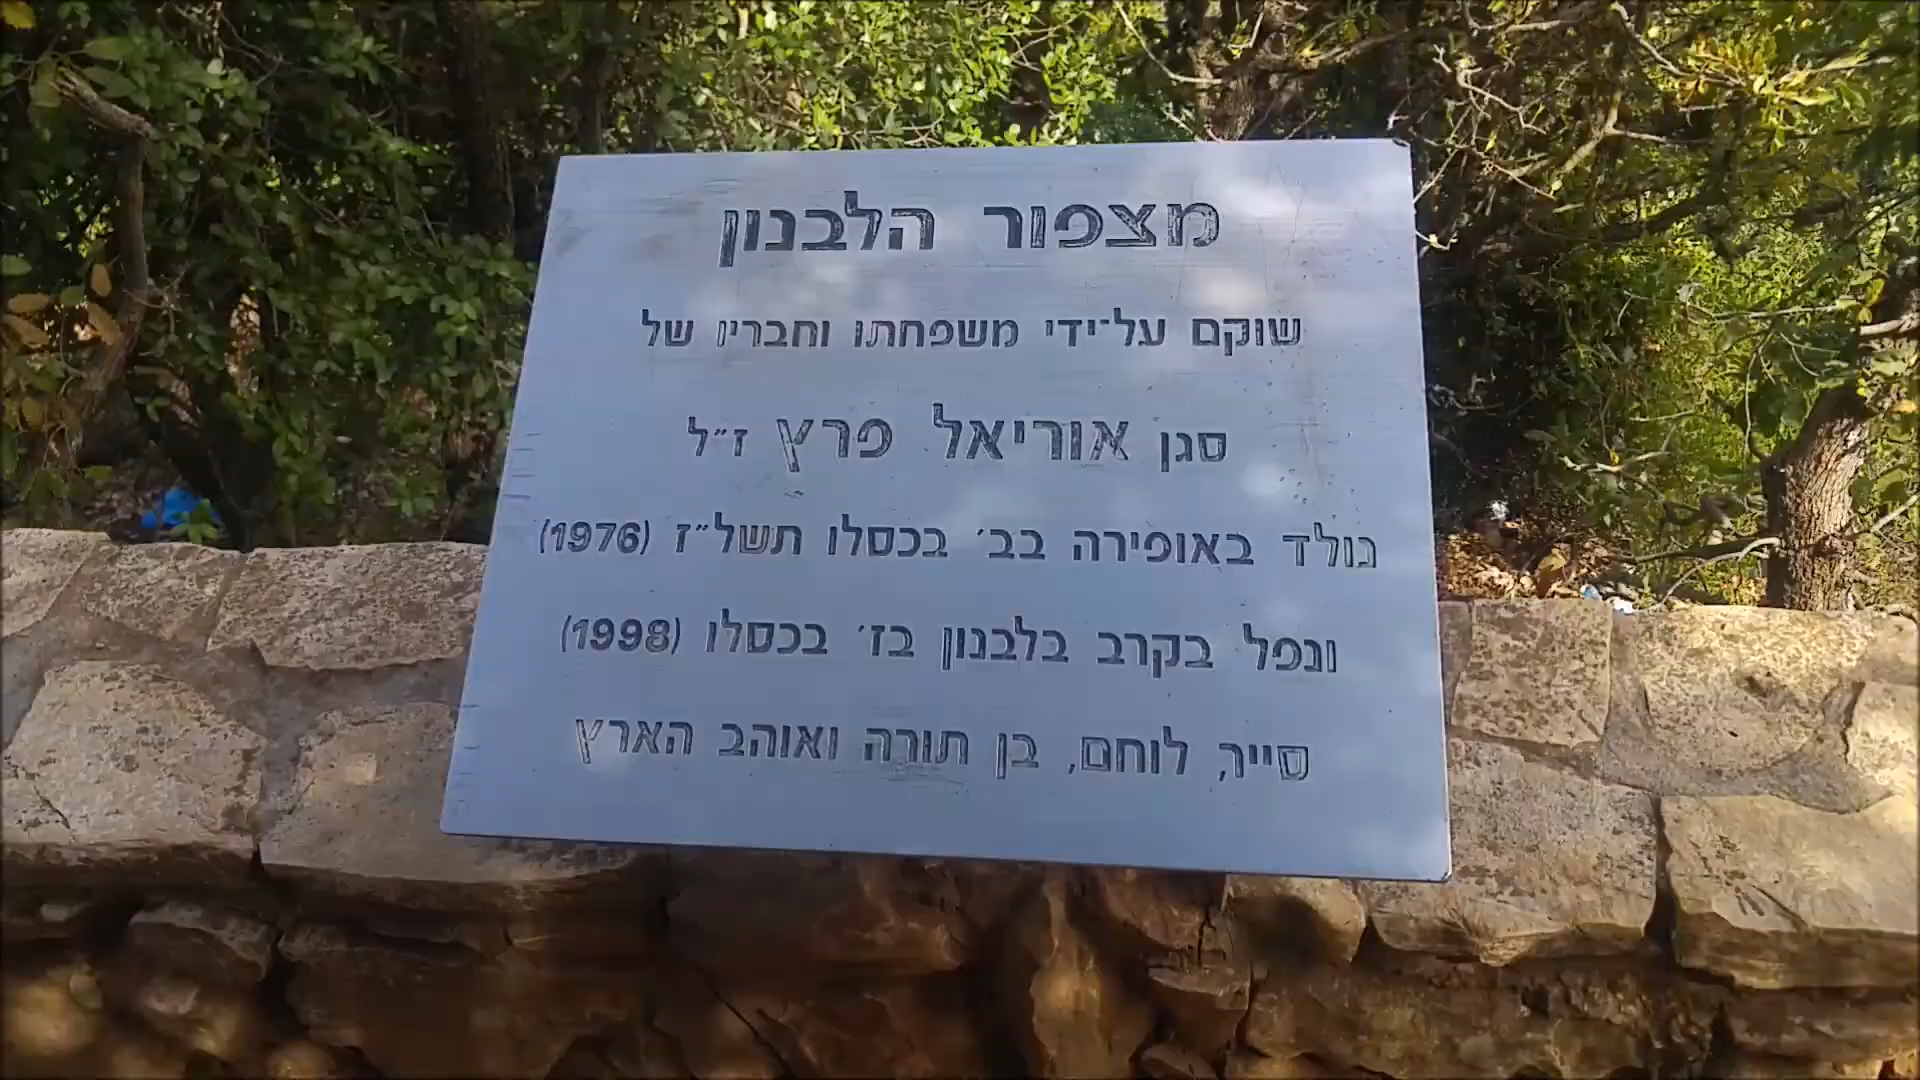 מצפור הלבנון
שוקם על־ידי משפחתו וחבריו של
סגן אוריאל פרץ ז״ל
נולד באופירה בב׳ בכסלו תשל״ז (1976)
ונפל בקרב בלבנון בז׳ בכסלו (1998)
סייר, לוחם, בן תורה ואוהב הארץ